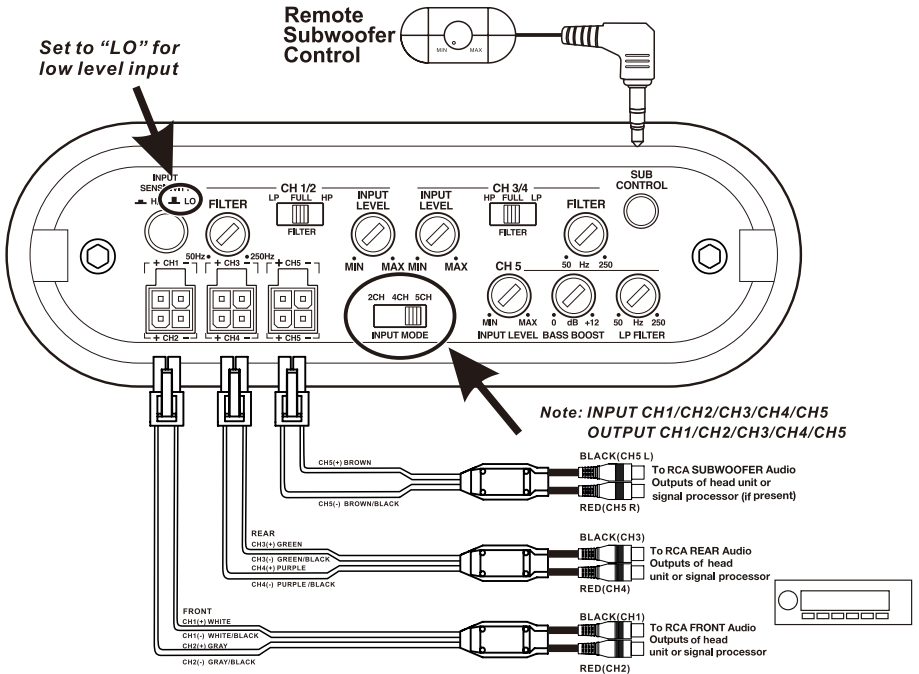 Remote
Subwoofer
Control
MIN MAX
Set to “LO” for
low level input
INPUT
LO
FILTER
50Hz 250Hz
CH 1/2
LP FULL HP
FILTER
INPUT
LEVEL
MIN MAX
INPUT
LEVEL
MIN MAX
CH 3/4
HP FULL LP
FILTER
FILTER
50 Hz 250
SUB
CONTROL
+ CH1 −
+ CH3 −
+ CH5 −
+ CH2 −
+ CH4 −
+ CH5 −
2CH 4CH 5CH
INPUT MODE
CH 5
MIN MAX
INPUT LEVEL
0 dB +12
BASS BOOST
50 Hz 250
LP FILTER
Note: INPUT CH1/CH2/CH3/CH4/CH5
OUTPUT CH1/CH2/CH3/CH4/CH5
CH5(+) BROWN
CH5(-) BROWN/BLACK
BLACK(CH5 L)
To RCA SUBWOOFER Audio
Outputs of head unit or
signal processor (if present)
RED(CH5 R)
REAR
CH3(+) GREEN
CH3(-) GREEN/BLACK
CH4(+) PURPLE
CH4(-) PURPLE/BLACK
BLACK(CH3)
To RCA REAR Audio
Outputs of head
unit or signal processor
RED(CH4)
FRONT
CH1(+) WHITE
CH1(-) WHITE/BLACK
CH2(+) GRAY
CH2(-) GRAY/BLACK
BLACK(CH1)
To RCA FRONT Audio
Outputs of head
unit or signal processor
RED(CH2)